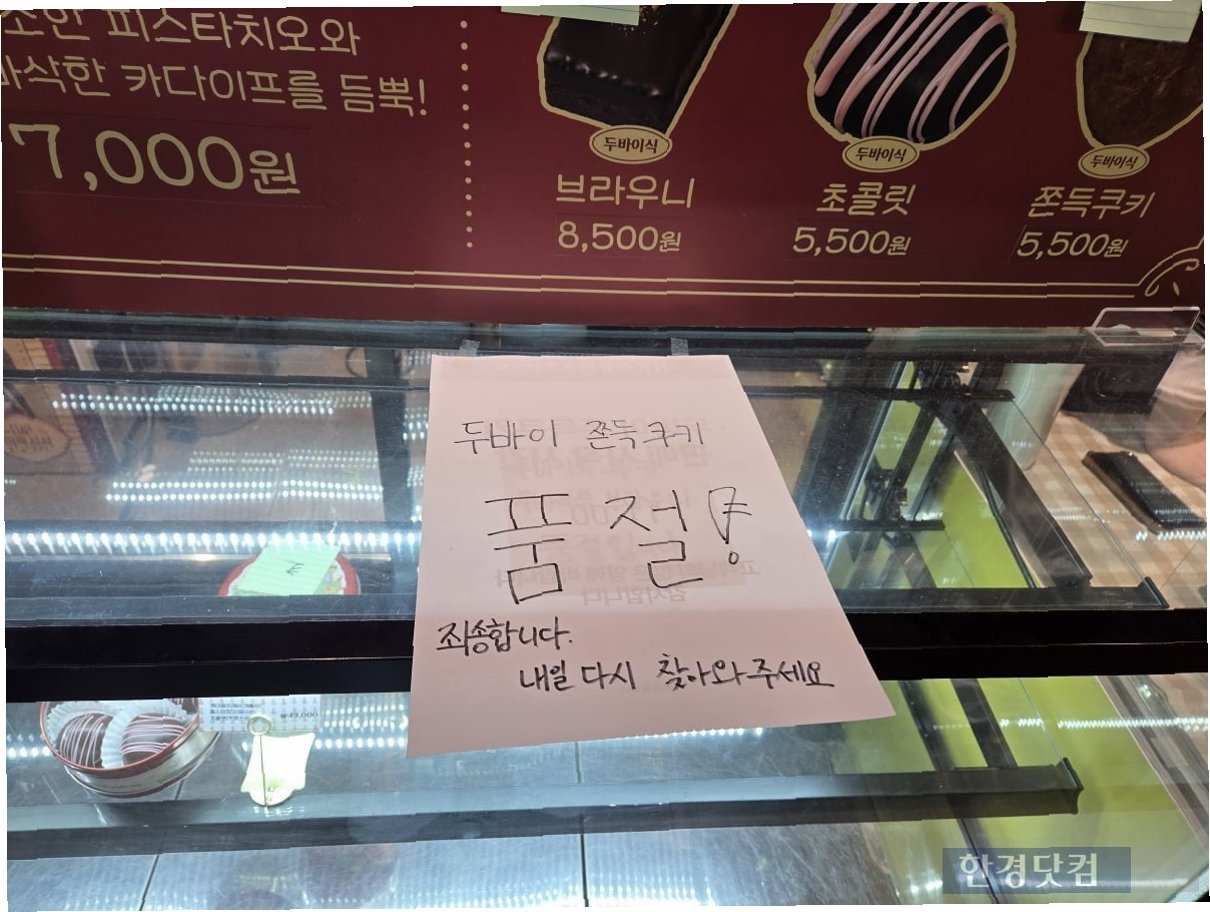 피스타치오와
바삭한 카다이프를 듬뿍!
7,000원
두바이식
브라우니
8,500원
두바이식
초콜릿
5,500원
두바이식
쫀득쿠키
5,500원
두바이 쫀득쿠키
품절
죄송합니다.
내일 다시 찾아와주세요
한경닷컴